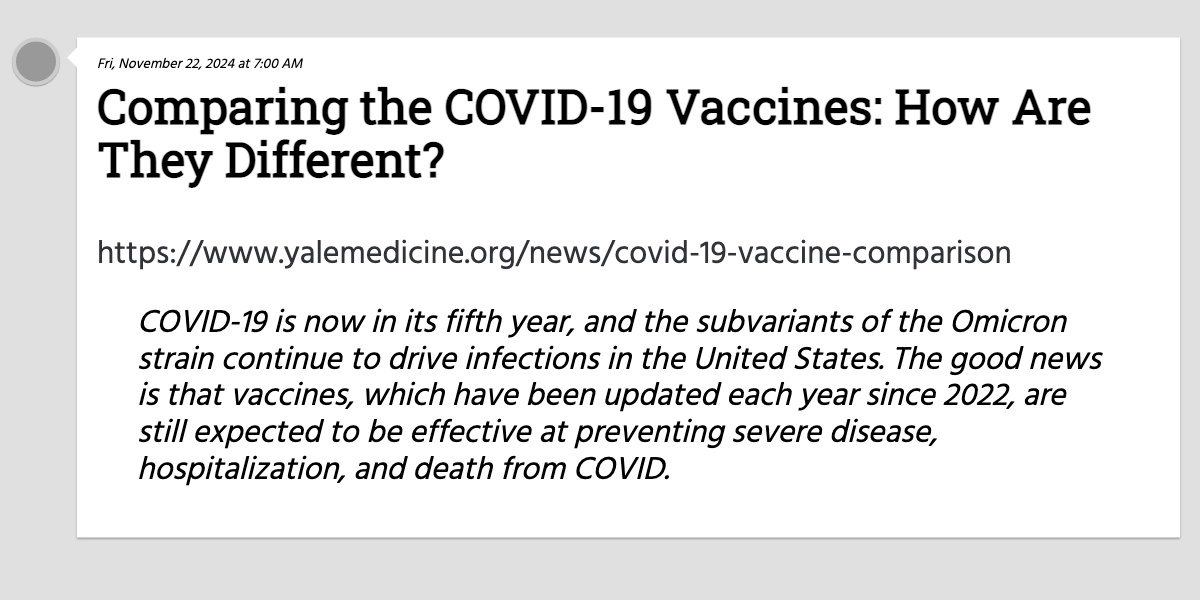 Fri, November 22, 2024 at 7:00 AM
Comparing the COVID-19 Vaccines: How Are
They Different?
https://www.yalemedicine.org/news/covid-19-vaccine-comparison
COVID-19 is now in its fifth year, and the subvariants of the Omicron
strain continue to drive infections in the United States. The good news
is that vaccines, which have been updated each year since 2022, are
still expected to be effective at preventing severe disease,
hospitalization, and death from COVID.